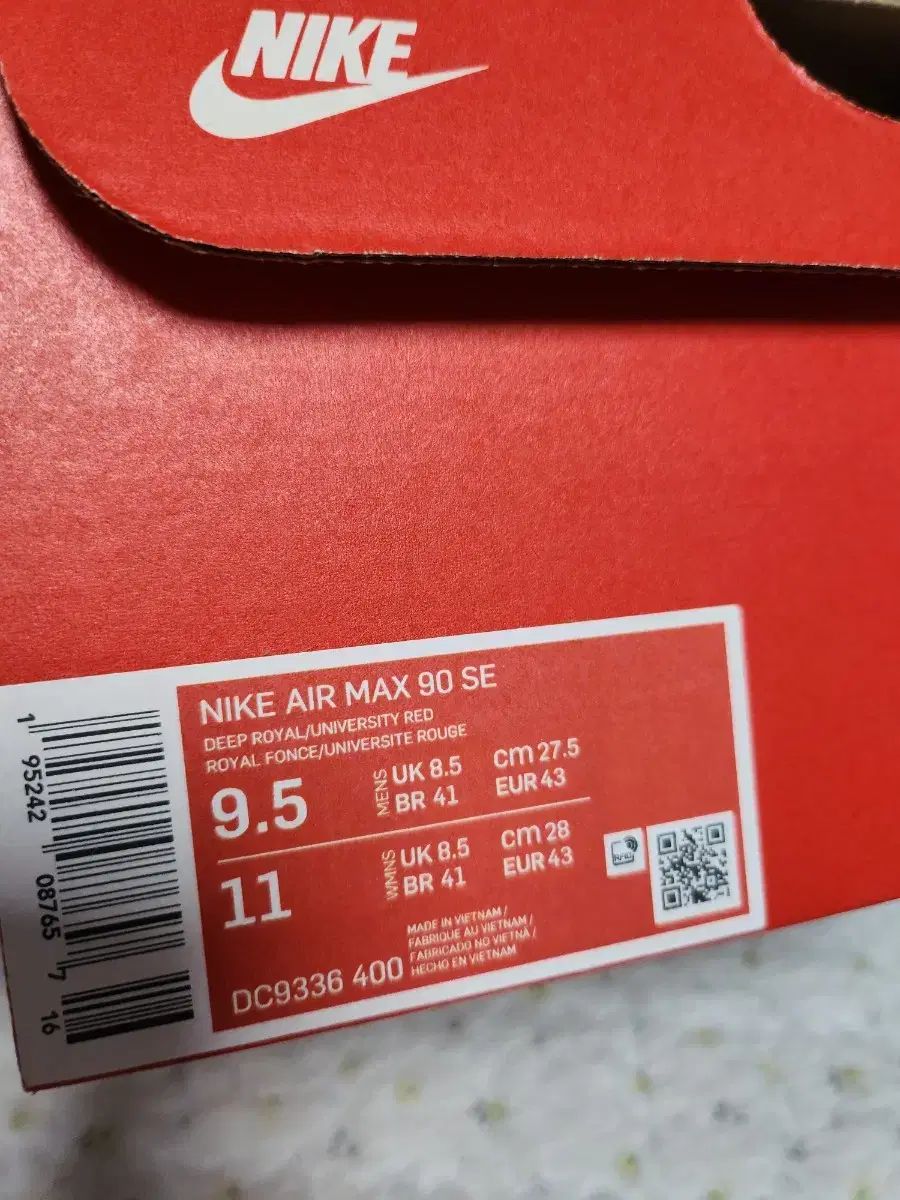 NIKE
NIKE AIR MAX 90 SE
DEEP ROYAL/UNIVERSITY RED
ROYAL FONCE/UNIVERSITE ROUGE
9.5 MENS UK 8.5 cm 27.5
BR 41 EUR 43
11 WMNS UK 8.5 cm 28
BR 41 EUR 43
MADE IN VIETNAM /
FABRIQUE AU VIETNAM /
FABRICADO NO VIETNÃ /
HECHO EN VIETNAM
DC9336 400
RFID
1 95242 08765 7 16